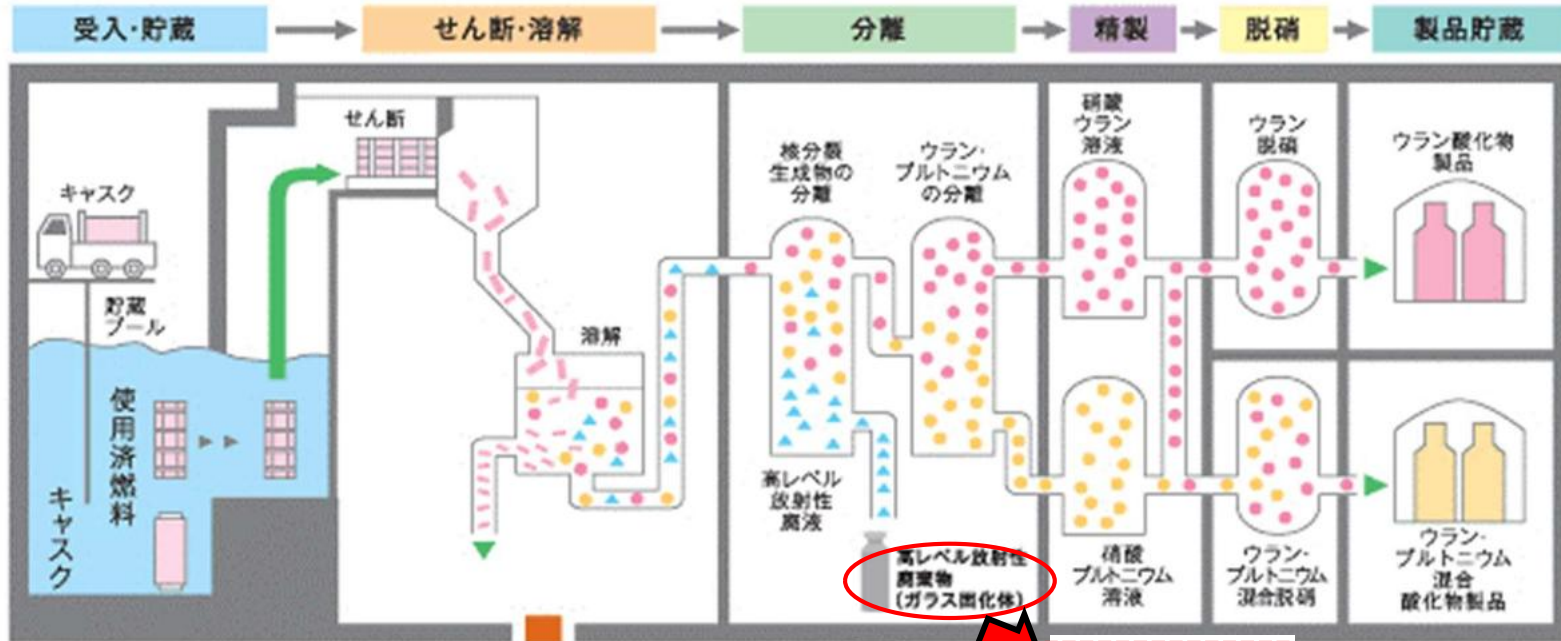 受入・貯蔵
せん断・溶解
分離
精製
脱硝
製品貯蔵
キャスク
貯蔵
プール
使用済燃料
キャスク
せん断
溶解
核分裂
生成物の
分離
ウラン・
プルトニウム
の分離
高レベル
放射性
廃液
高レベル放射性
廃棄物
(ガラス固化体)
硝酸
ウラン
溶液
硝酸
プルトニウム
溶液
ウラン
脱硝
ウラン・
プルトニウム
混合脱硝
ウラン酸化物
製品
ウラン・
プルトニウム
混合
酸化物製品